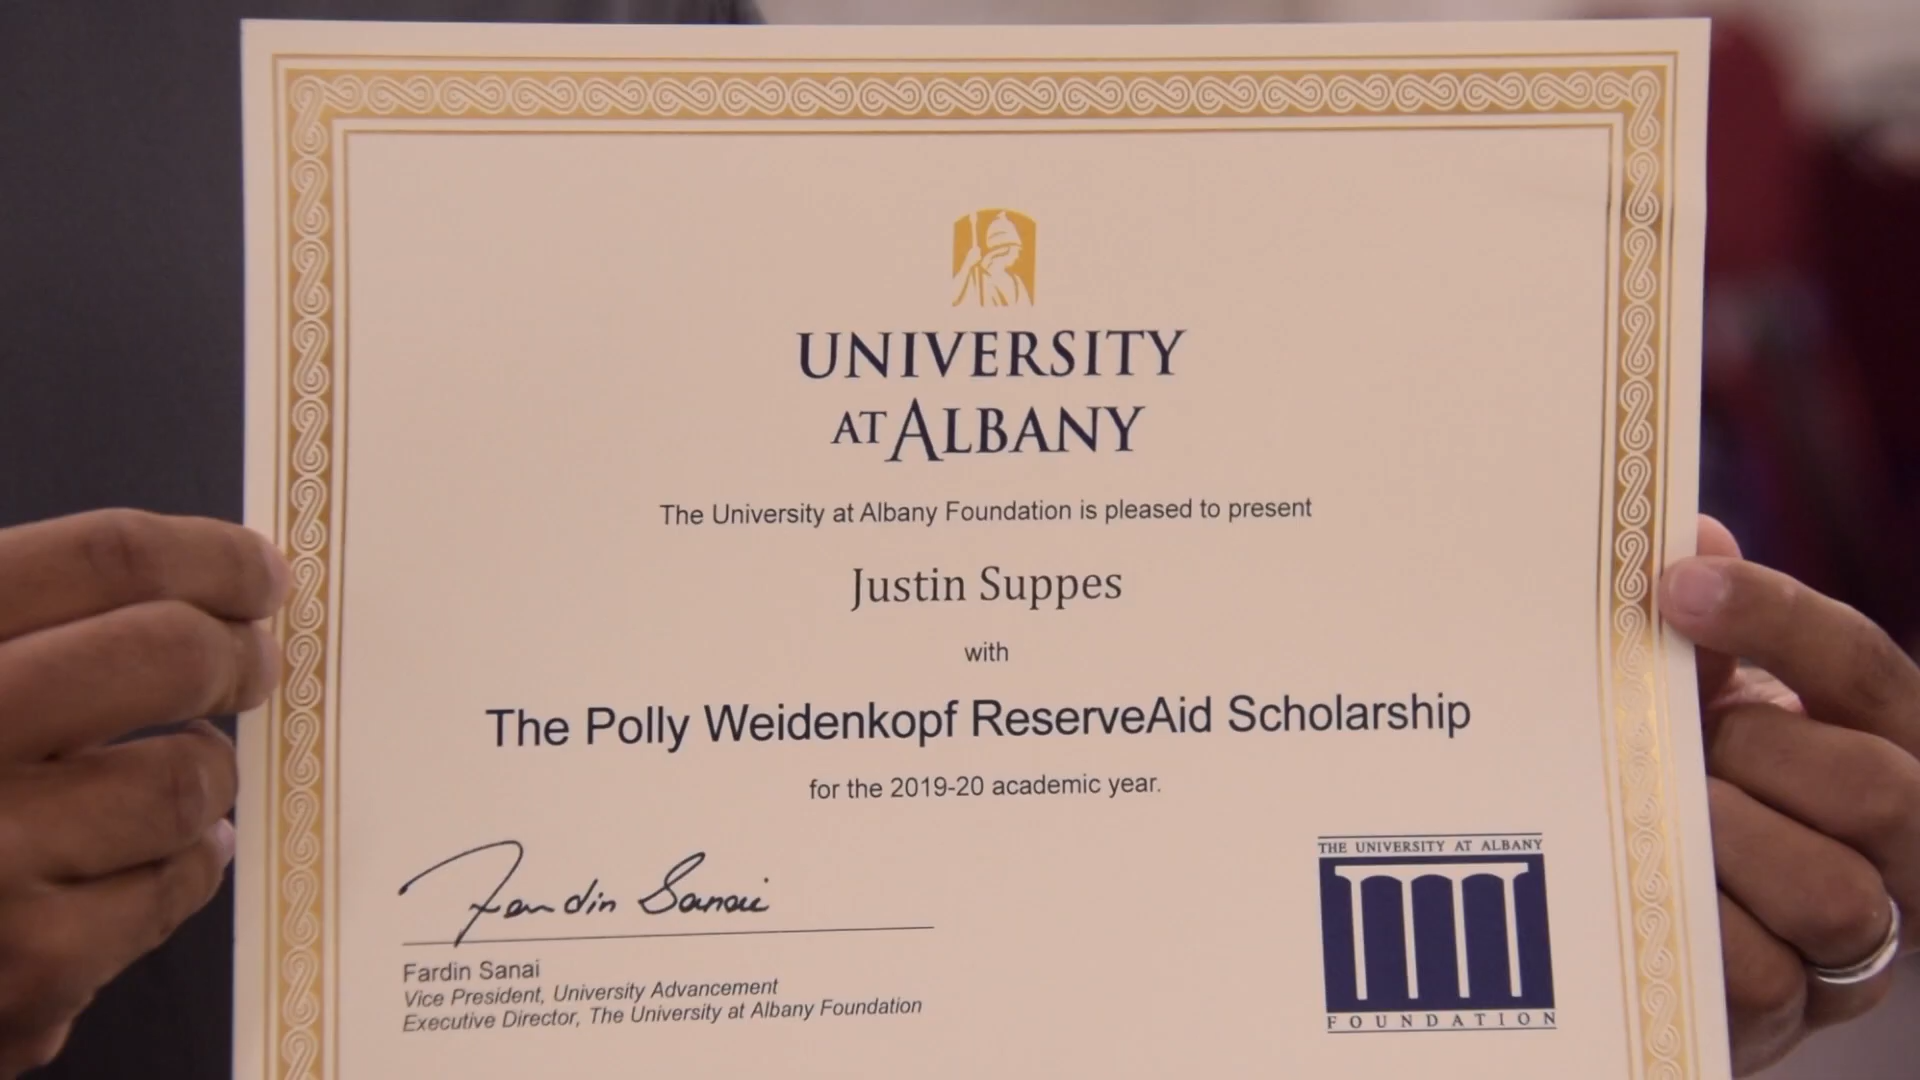 UNIVERSITY
AT ALBANY
The University at Albany Foundation is pleased to present
Justin Suppes
with
The Polly Weidenkopf ReserveAid Scholarship
for the 2019-20 academic year.
Fardin Sanai
Fardin Sanai
Vice President, University Advancement
Executive Director, The University at Albany Foundation
THE UNIVERSITY AT ALBANY
FOUNDATION